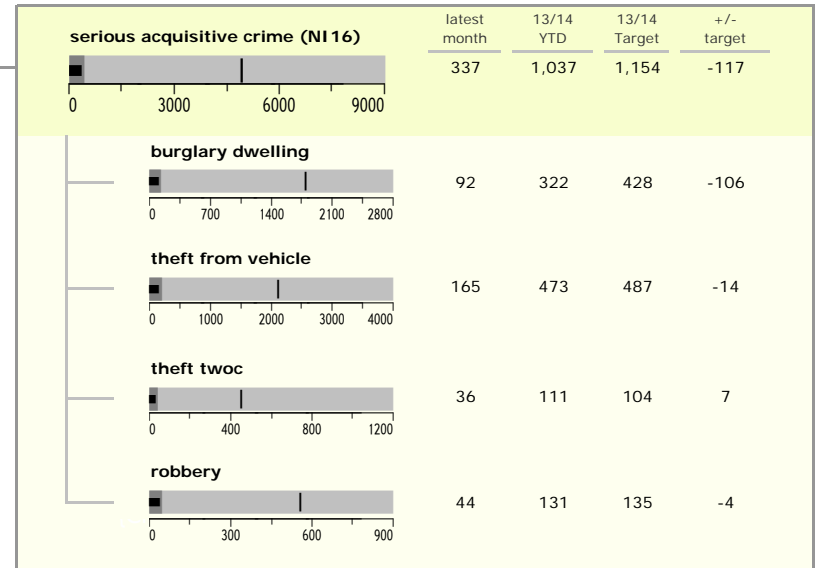 latest 13/14 13/14 +/-
month YTD Target target
serious acquisitive crime (NI16)
337 1,037 1,154 -117
0 3000 6000 9000
burglary dwelling
92 322 428 -106
0 700 1400 2100 2800
theft from vehicle
165 473 487 -14
0 1000 2000 3000 4000
theft twoc
36 111 104 7
0 400 800 1200
robbery
44 131 135 -4
0 300 600 900